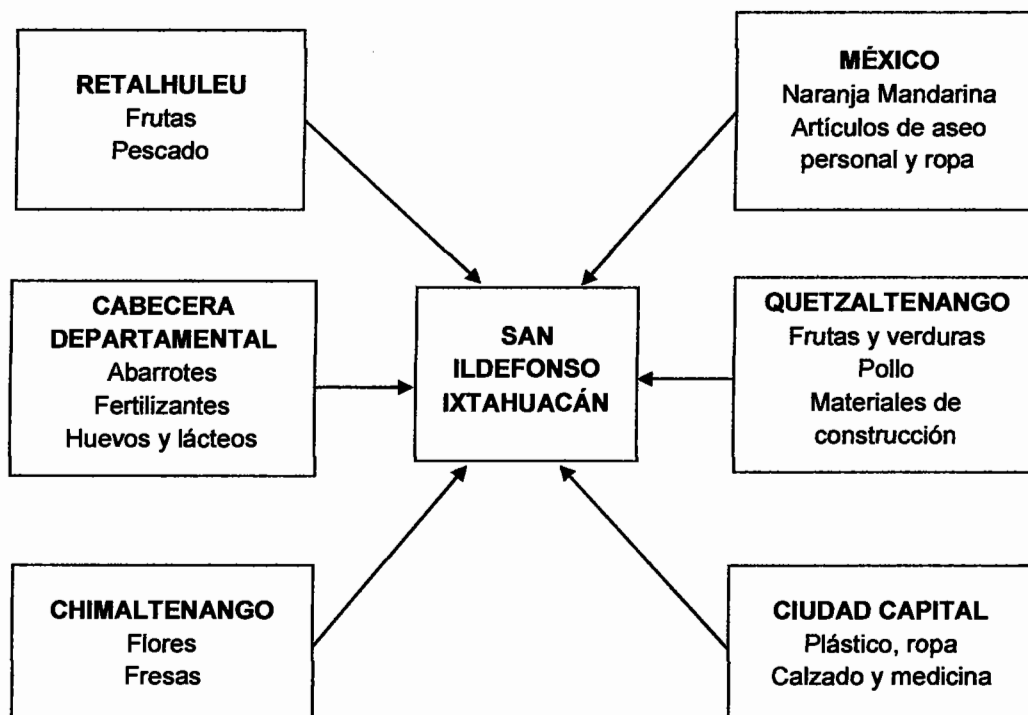 RETALHULEU
Frutas
Pescado
MÉXICO
Naranja Mandarina
Artículos de aseo
personal y ropa
CABECERA
DEPARTAMENTAL
Abarrotes
Fertilizantes
Huevos y lácteos
SAN
ILDEFONSO
IXTAHUACÁN
QUETZALTENANGO
Frutas y verduras
Pollo
Materiales de
construcción
CHIMALTENANGO
Flores
Fresas
CIUDAD CAPITAL
Plástico, ropa
Calzado y medicina